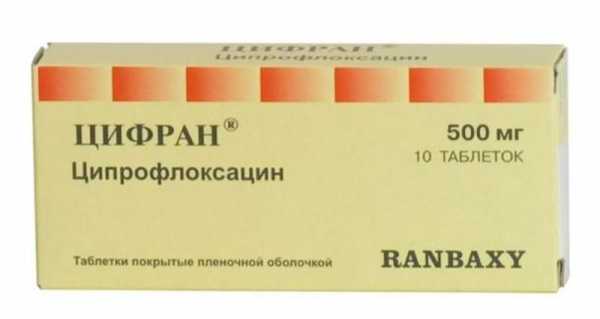 ЦИФРАН®
Ципрофлоксацин
ЦИФРАН®
500 мг
Ципрофлоксацин
10 ТАБЛЕТОК
Таблетки покрытые пленочной оболочкой
RANBAXY